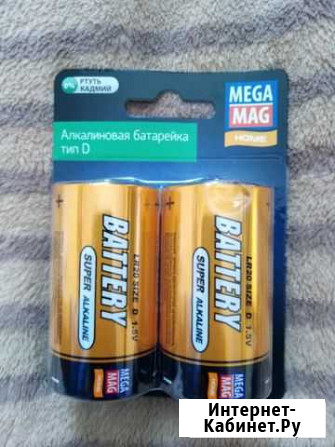 0%
РТУТЬ
КАДМИЙ
MEGA
MAG
HOME
Алкалиновая батарейка
тип D
BATTERY
SUPER ALKALINE
LR20 SIZE D 1.5V
MEGA
MAG
BATTERY
SUPER ALKALINE
LR20 SIZE D 1.5V
MEGA
MAG
Интернет-
Кабинет.Ру